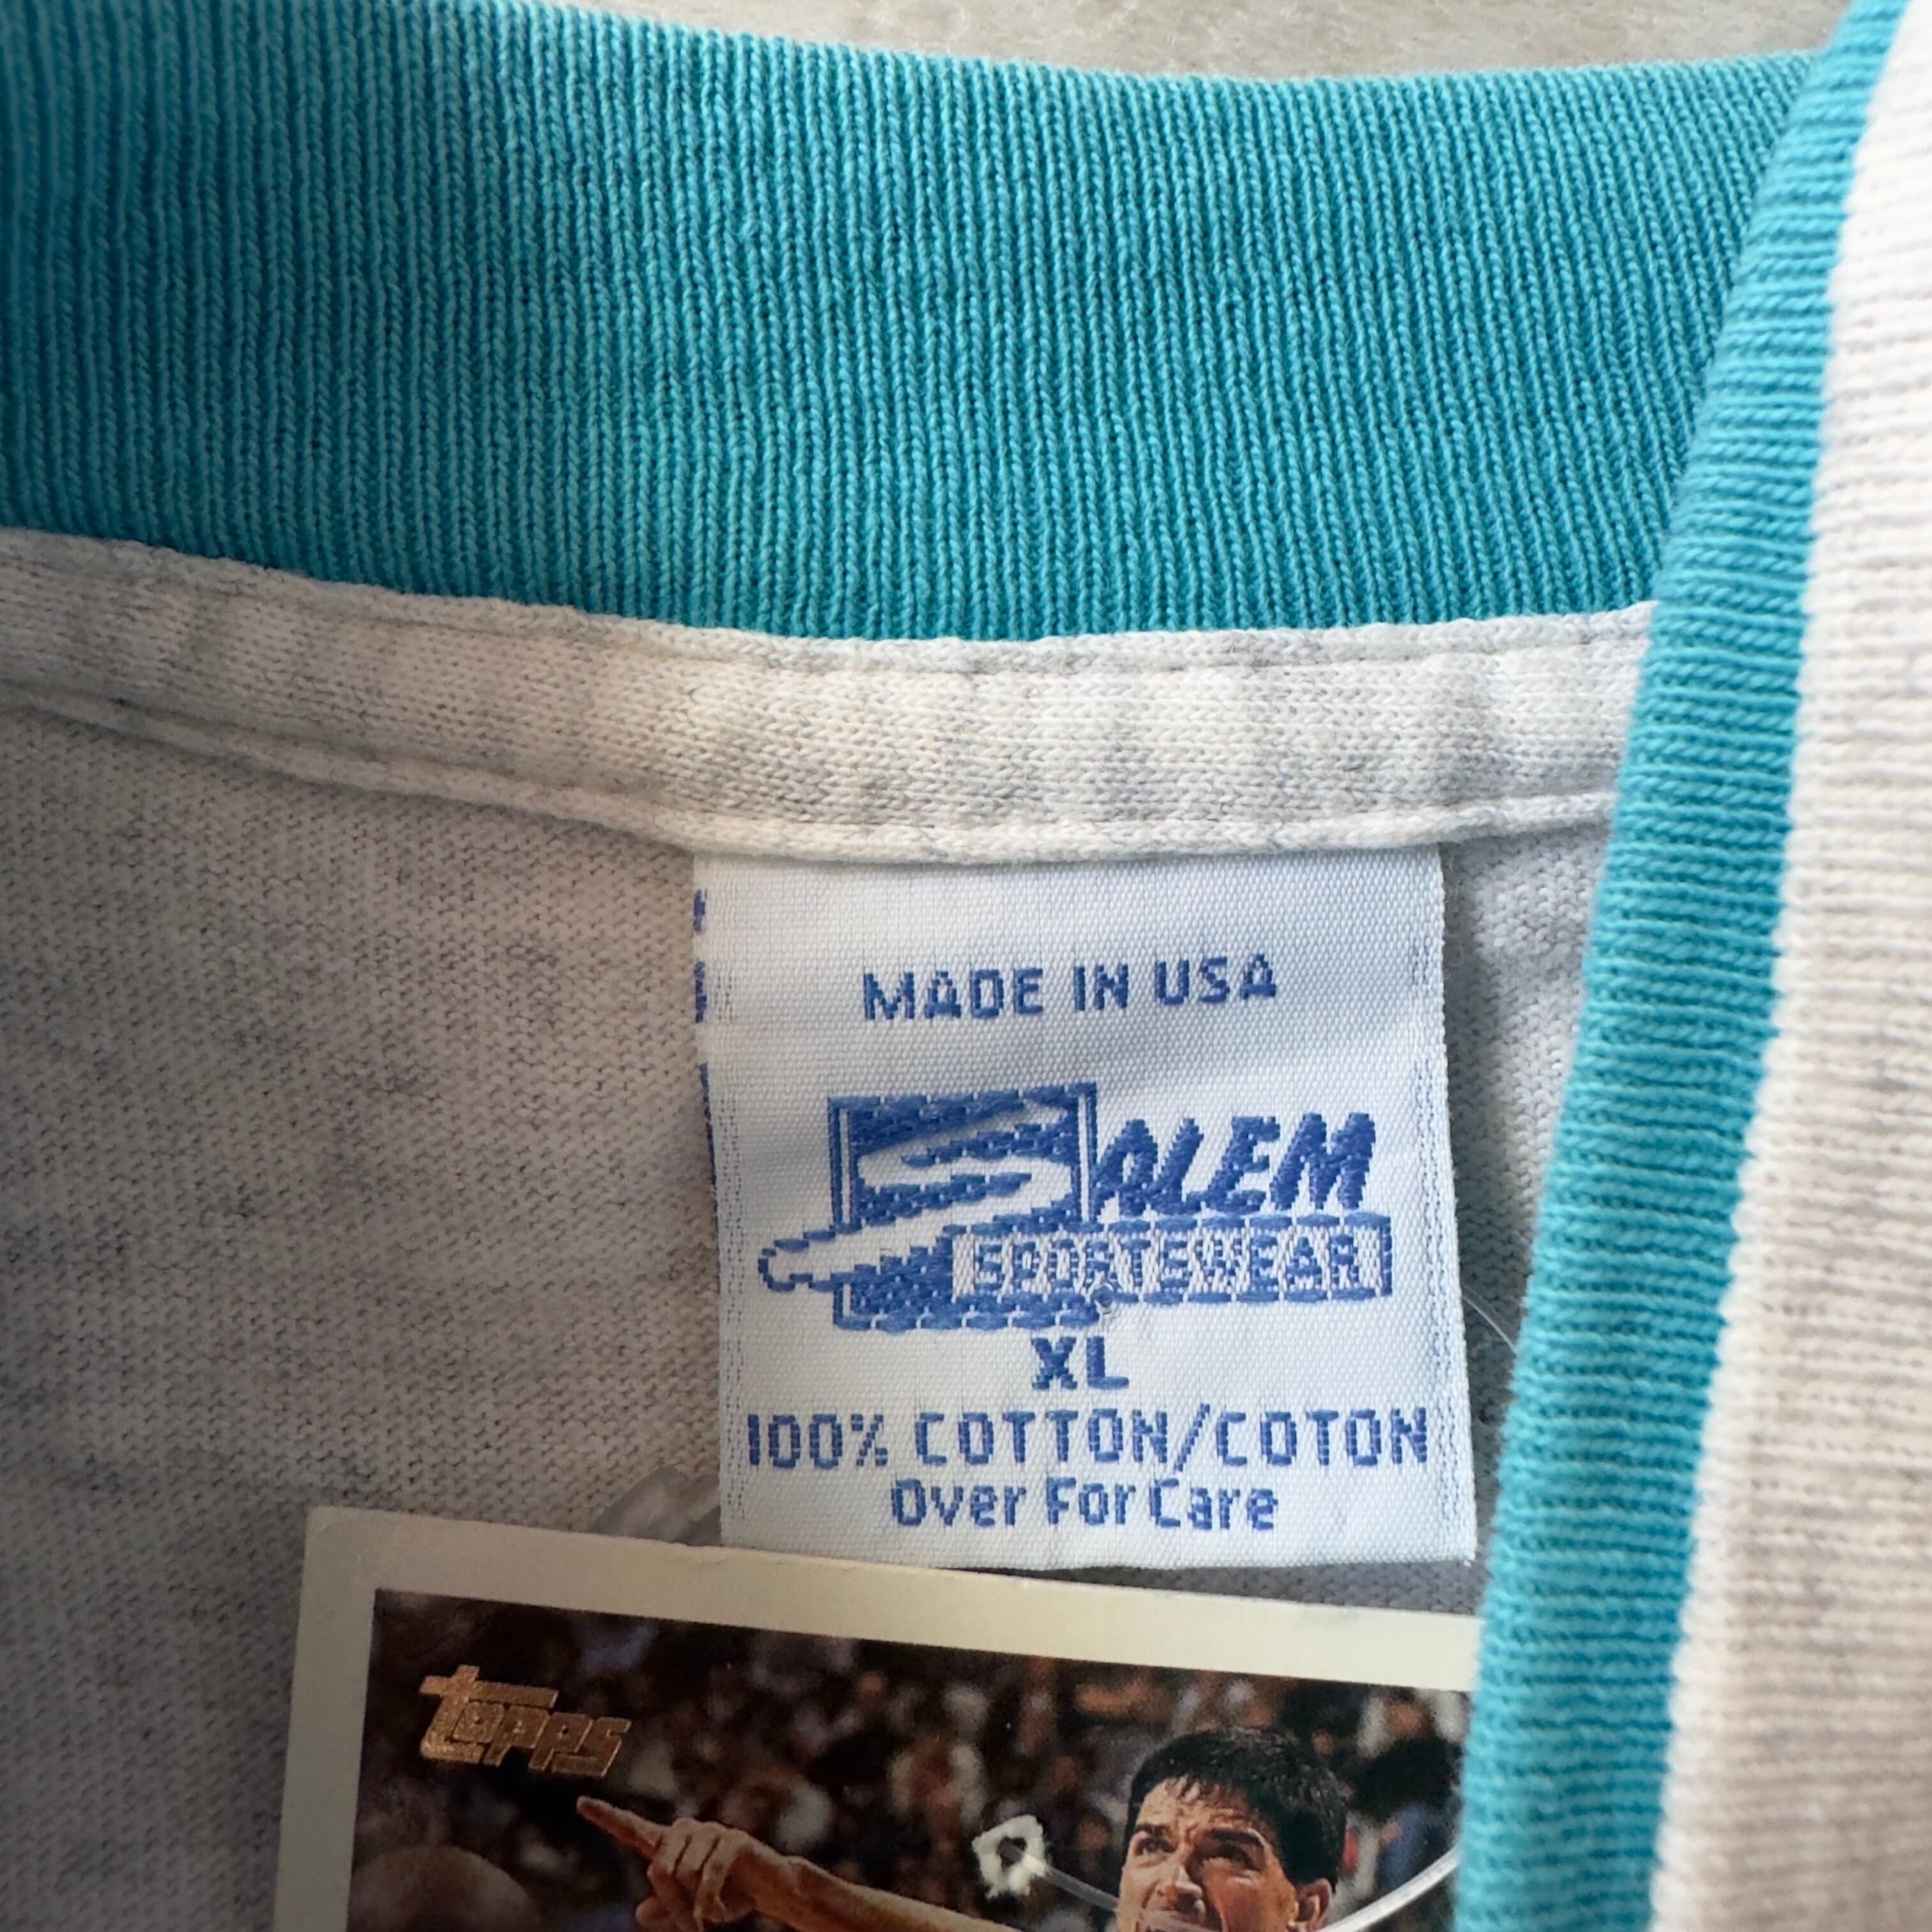 MADE IN USA
SALEM
SPORTSWEAR
XL
100% COTTON/COTON
Over For Care
topps